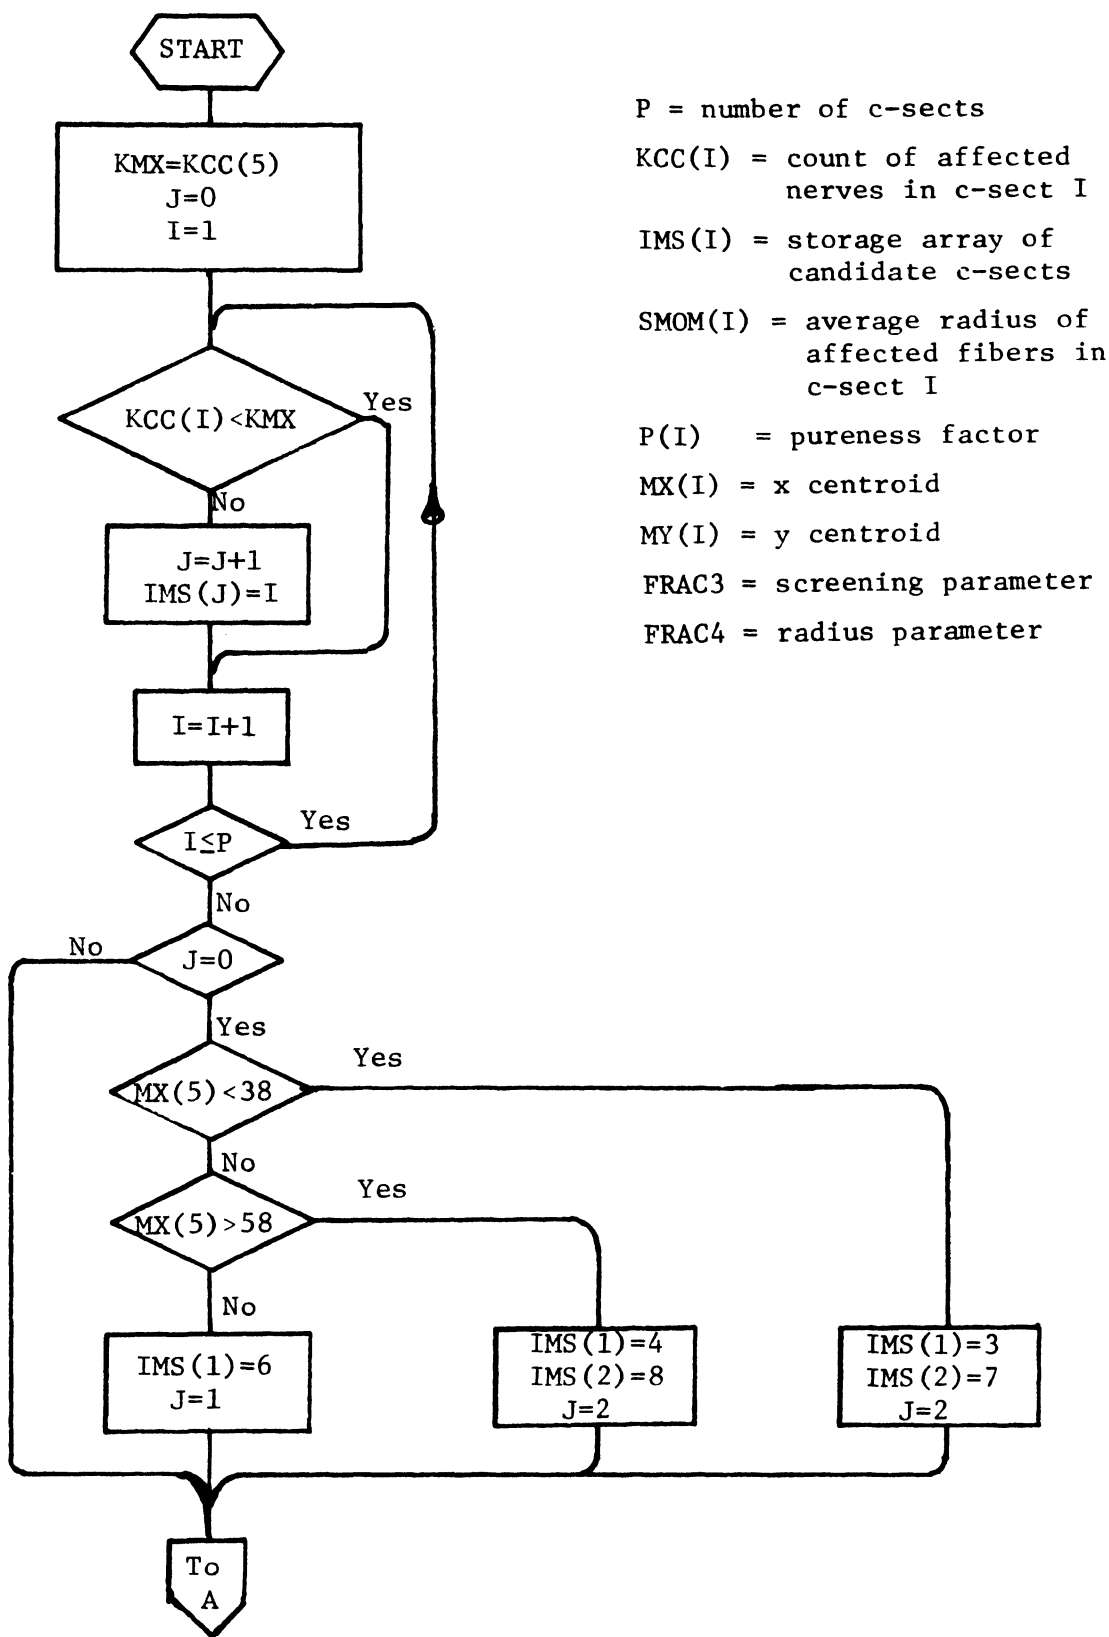 START
KMX=KCC(5)
J=0
I=1
KCC(I)<KMX
Yes
No
J=J+1
IMS(J)=I
I=I+1
I≤P
Yes
No
J=0
No
Yes
MX(5)<38
Yes
No
MX(5)>58
Yes
No
IMS(1)=6
J=1
IMS(1)=4
IMS(2)=8
J=2
IMS(1)=3
IMS(2)=7
J=2
To
A
P = number of c-sects
KCC(I) = count of affected
nerves in c-sect I
IMS(I) = storage array of
candidate c-sects
SMOM(I) = average radius of
affected fibers in
c-sect I
P(I) = pureness factor
MX(I) = x centroid
MY(I) = y centroid
FRAC3 = screening parameter
FRAC4 = radius parameter